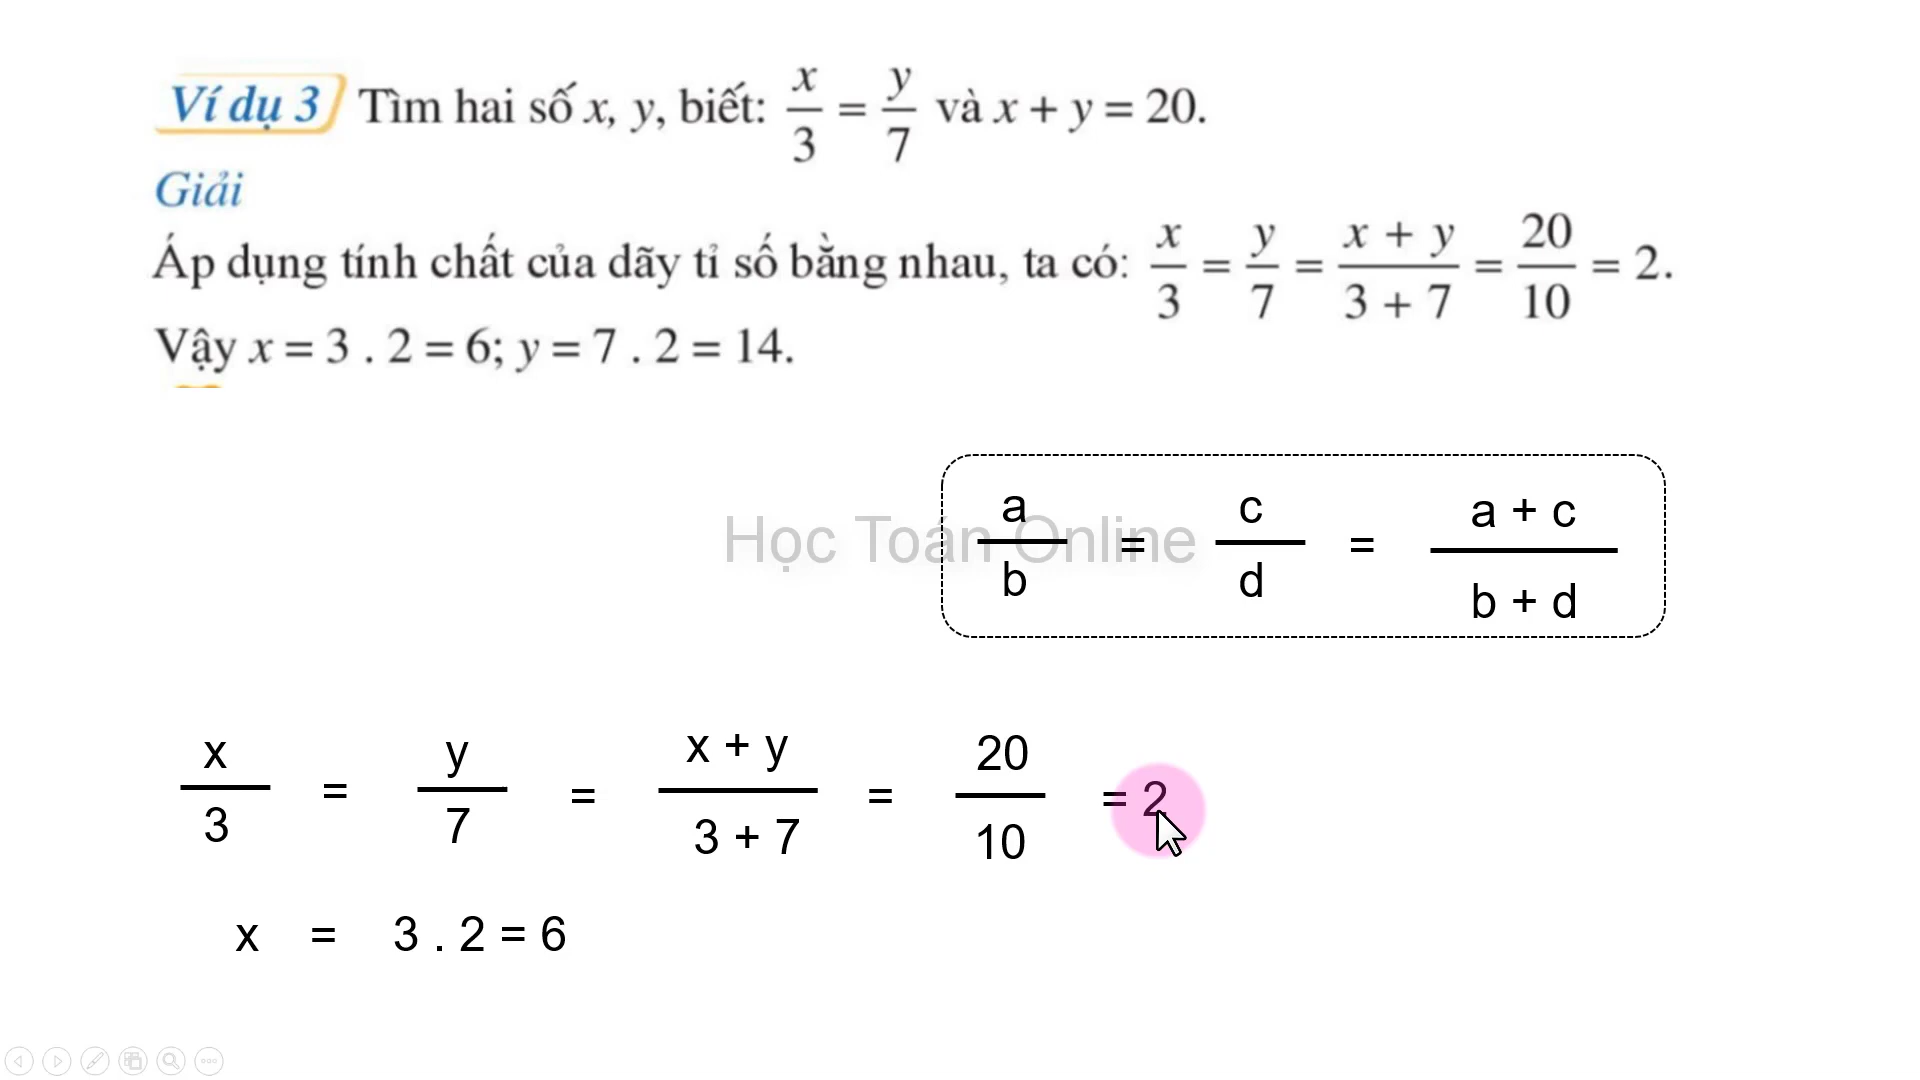 Ví dụ 3 Tìm hai số x, y, biết: x/3 = y/7 và x + y = 20.
Giải
Áp dụng tính chất của dãy tỉ số bằng nhau, ta có: x/3 = y/7 = (x + y)/(3 + 7) = 20/10 = 2.
Vậy x = 3 . 2 = 6; y = 7 . 2 = 14.
Học Toán Online
a/b = c/d = (a + c)/(b + d)
x/3 = y/7 = (x + y)/(3 + 7) = 20/10 = 2
x = 3 . 2 = 6